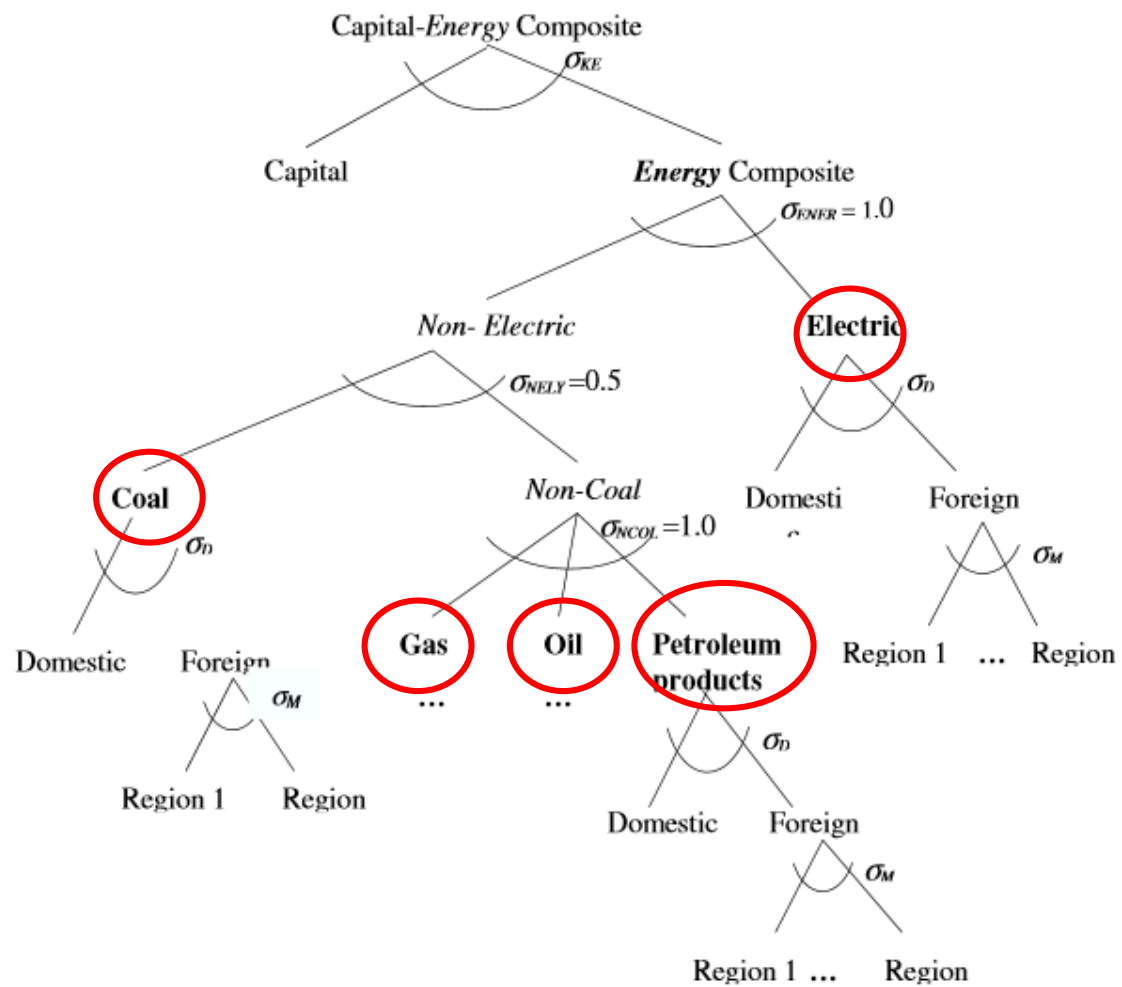 Capital-Energy Composite
σKE
Capital
Energy Composite
σENER = 1.0
Non- Electric
Electric
σNELY =0.5
σD
Coal
Non-Coal
Domesti
Foreign
σNCOL =1.0
σD
σM
Gas
Oil
Petroleum
products
Region 1 ... Region
Domestic
Foreign
...
...
σM
σD
Region 1
Region
Domestic
Foreign
σM
Region 1 ...
Region